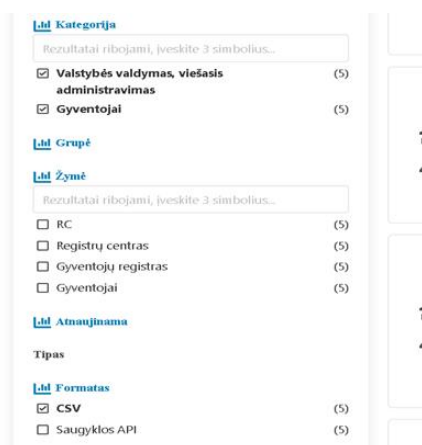 Kategorija
Rezultatai ribojami, įveskite 3 simbolius...
Valstybės valdymas, viešasis (5)
administravimas
Gyventojai (5)
Grupė
Žymė
Rezultatai ribojami, įveskite 3 simbolius...
RC (5)
Registrų centras (5)
Gyventojų registras (5)
Gyventojai (5)
Atnaujinama
Tipas
Formatas
CSV (5)
Saugyklos API (5)